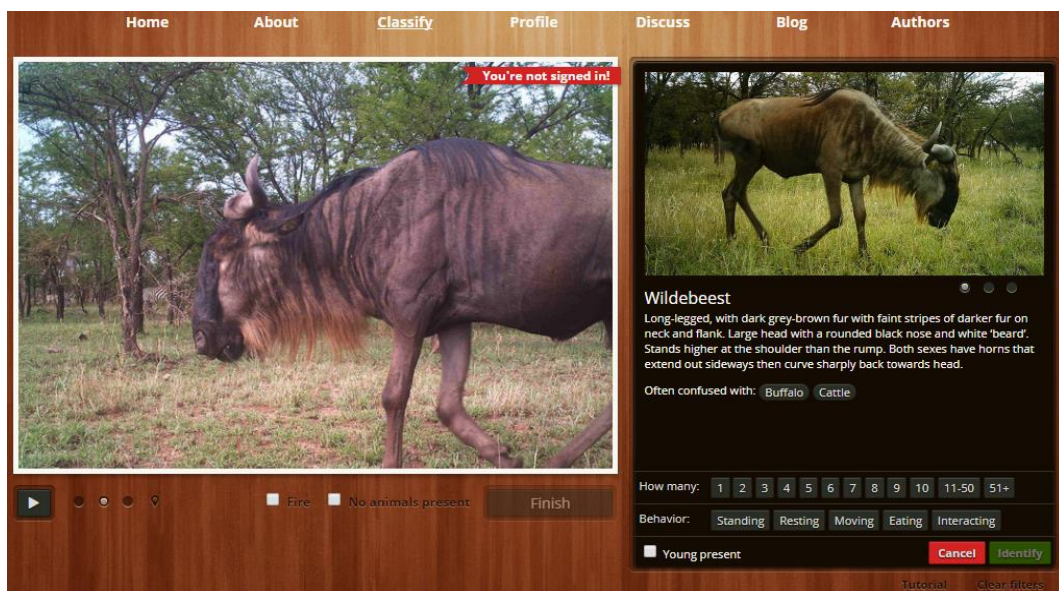 Home About Classify Profile Discuss Blog Authors
You're not signed in!
Wildebeest
Long-legged, with dark grey-brown fur with faint stripes of darker fur on
neck and flank. Large head with a rounded black nose and white ‘beard’.
Stands higher at the shoulder than the rump. Both sexes have horns that
extend out sideways then curve sharply back towards head.
Often confused with: Buffalo Cattle
How many: 1 2 3 4 5 6 7 8 9 10 11-50 51+
Behavior: Standing Resting Moving Eating Interacting
Young present Cancel Identify
Fire No animals present Finish
Tutorial Clear filters